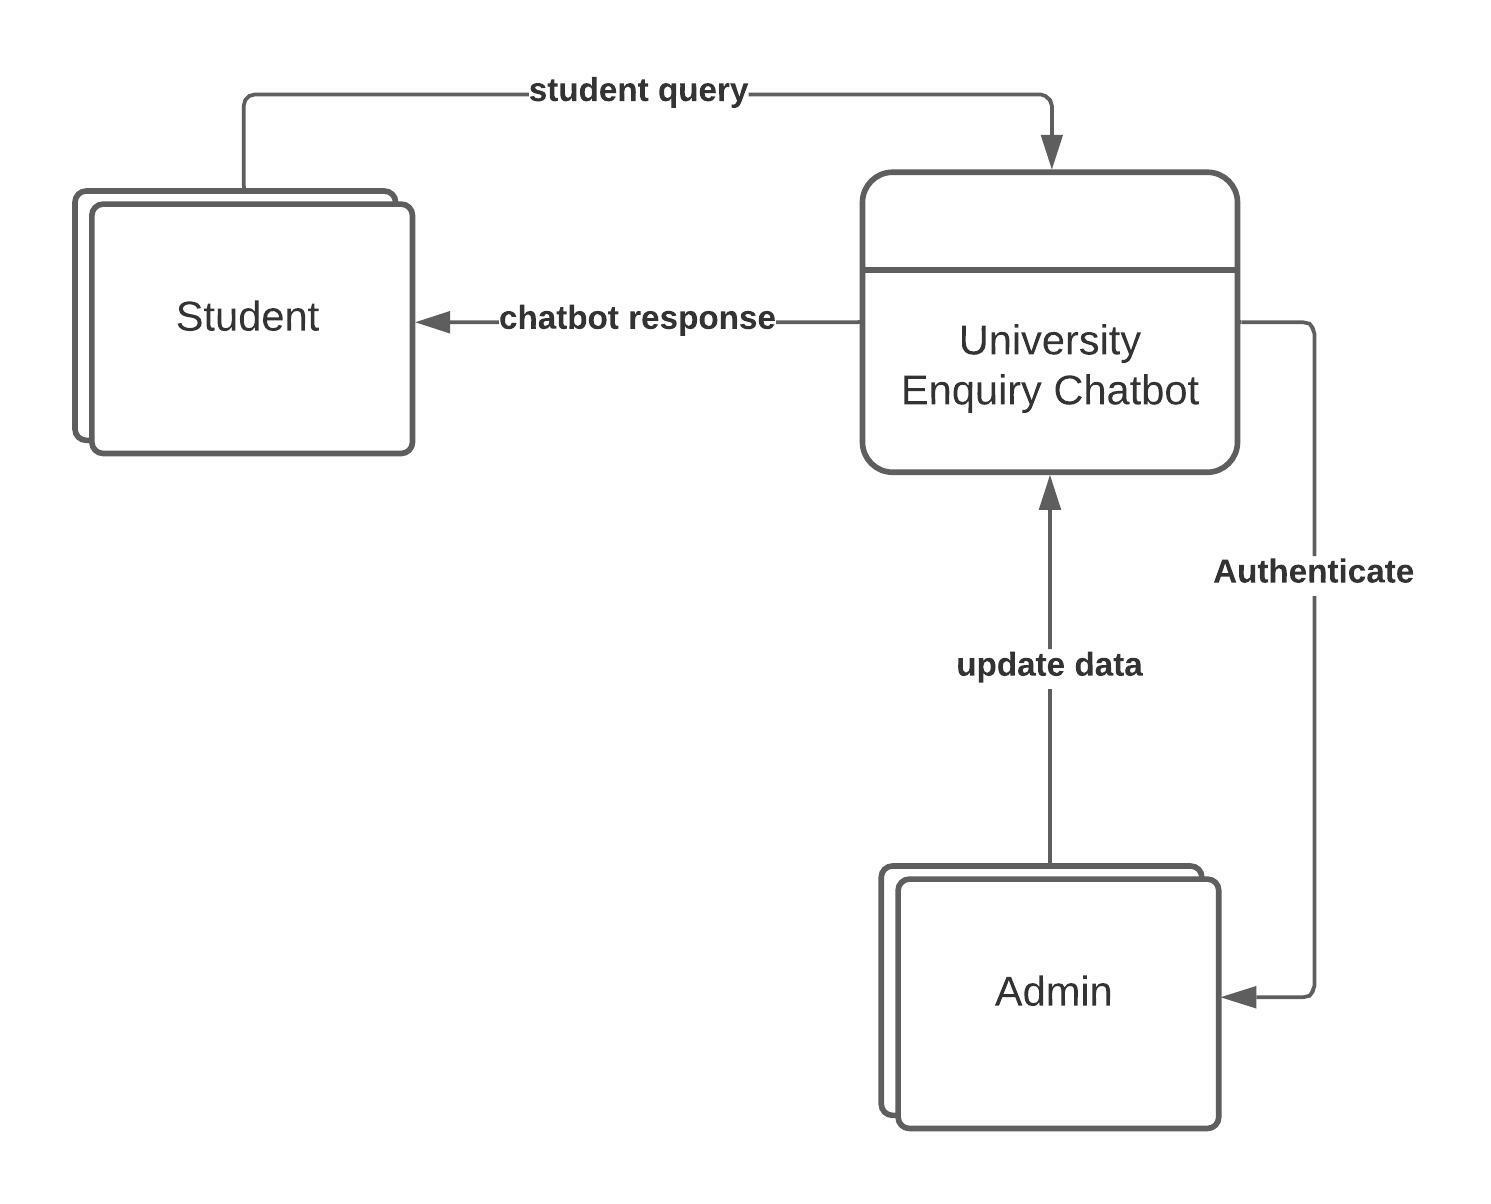 student query
Student
chatbot response
University
Enquiry Chatbot
Authenticate
update data
Admin